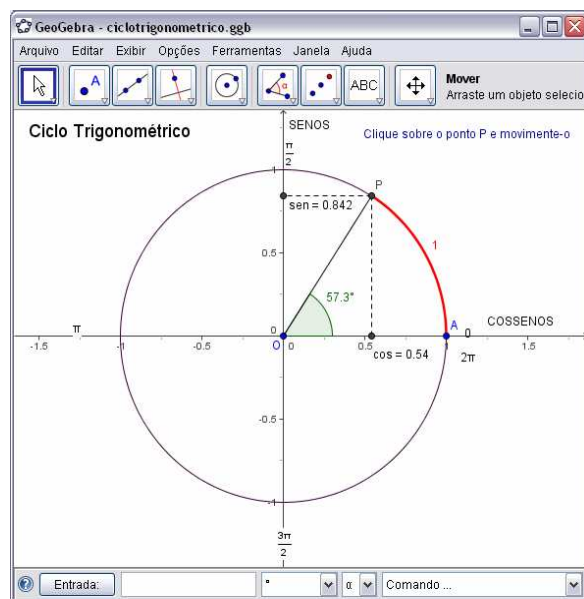 GeoGebra - ciclotrigonometrico.ggb
Arquivo Editar Exibir Opções Ferramentas Janela Ajuda
A α ABC Mover
Arraste um objeto selecio
Ciclo Trigonométrico
SENOS
Clique sobre o ponto P e movimente-o
π
2
1
P
sen = 0.842
0.5
1
57.3°
COSSENOS
π
0
A
0
-1.5 -1 -0.5 O 0 0.5 1 1.5
cos = 0.54
2π
-0.5
-1
3π
2
Entrada: ° α Comando ...